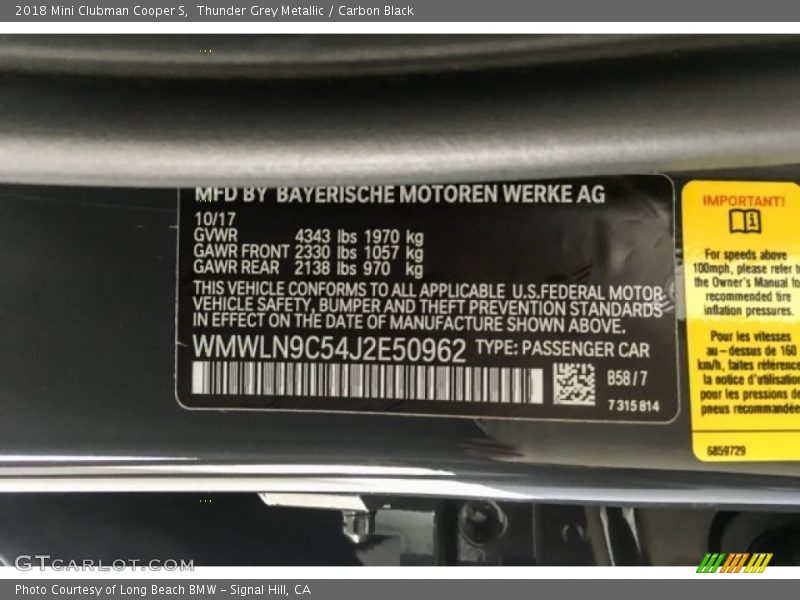 2018 Mini Clubman Cooper S,  Thunder Grey Metallic / Carbon Black
MFD BY BAYERISCHE MOTOREN WERKE AG
10/17
GVWR 4343 lbs 1970 kg
GAWR FRONT 2330 lbs 1057 kg
GAWR REAR 2138 lbs 970 kg
THIS VEHICLE CONFORMS TO ALL APPLICABLE U.S.FEDERAL MOTOR
VEHICLE SAFETY, BUMPER AND THEFT PREVENTION STANDARDS
IN EFFECT ON THE DATE OF MANUFACTURE SHOWN ABOVE.
WMWLN9C54J2E50962 TYPE: PASSENGER CAR
B58 / 7
7 315 814
IMPORTANT!
For speeds above
100mph, please refer t
the Owner's Manual fo
recommended tire
inflation pressures.
Pour les vitesses
au-dessus de 160
km/h, faites référence
la notice d'utilisation
pour les pressions de
pneus recommandée
6859729
GTCARLOT.COM
Photo Courtesy of Long Beach BMW - Signal Hill, CA